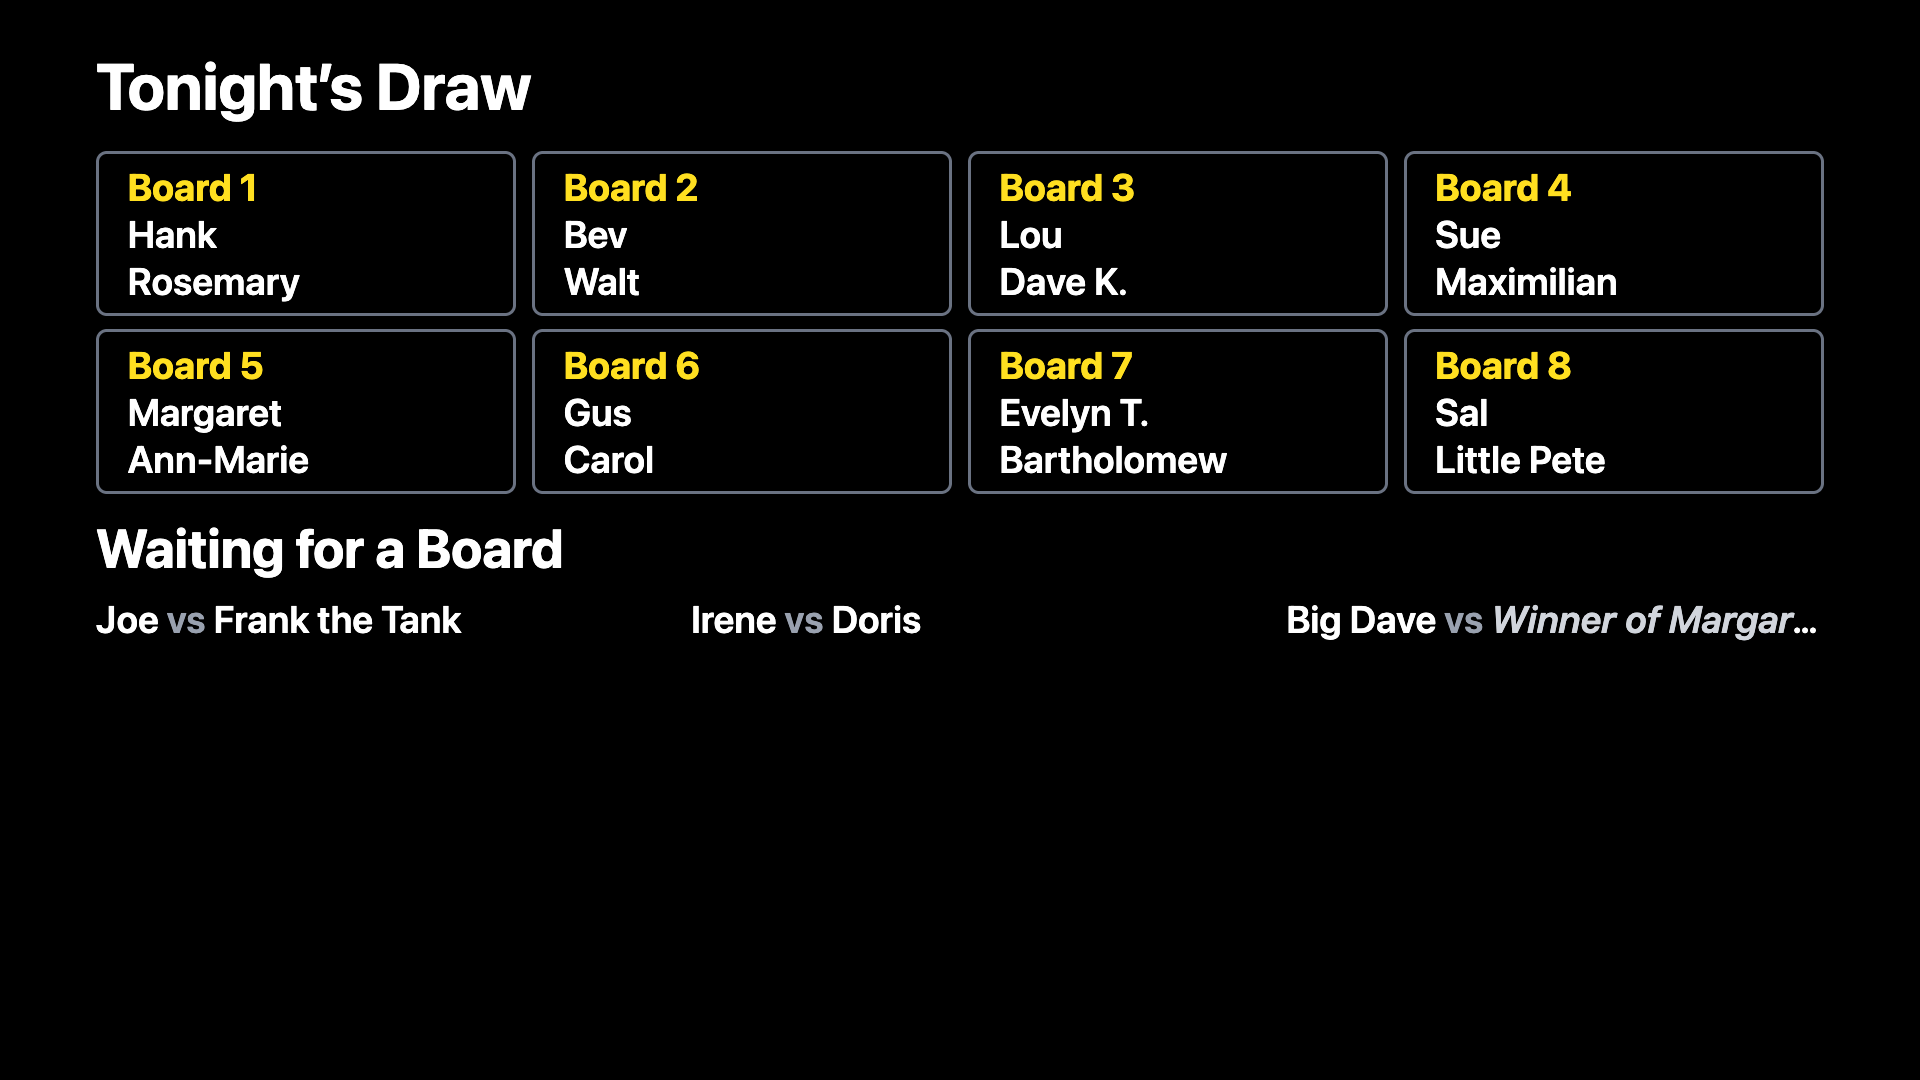 Tonight’s Draw
Board 1
Hank
Rosemary
Board 2
Bev
Walt
Board 3
Lou
Dave K.
Board 4
Sue
Maximilian
Board 5
Margaret
Ann-Marie
Board 6
Gus
Carol
Board 7
Evelyn T.
Bartholomew
Board 8
Sal
Little Pete
Waiting for a Board
Joe vs Frank the Tank
Irene vs Doris
Big Dave vs Winner of Margar…